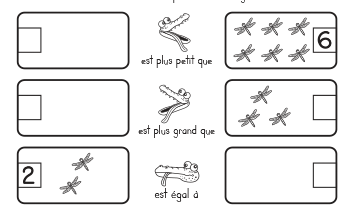 6
est plus petit que
est plus grand que
2
est égal à